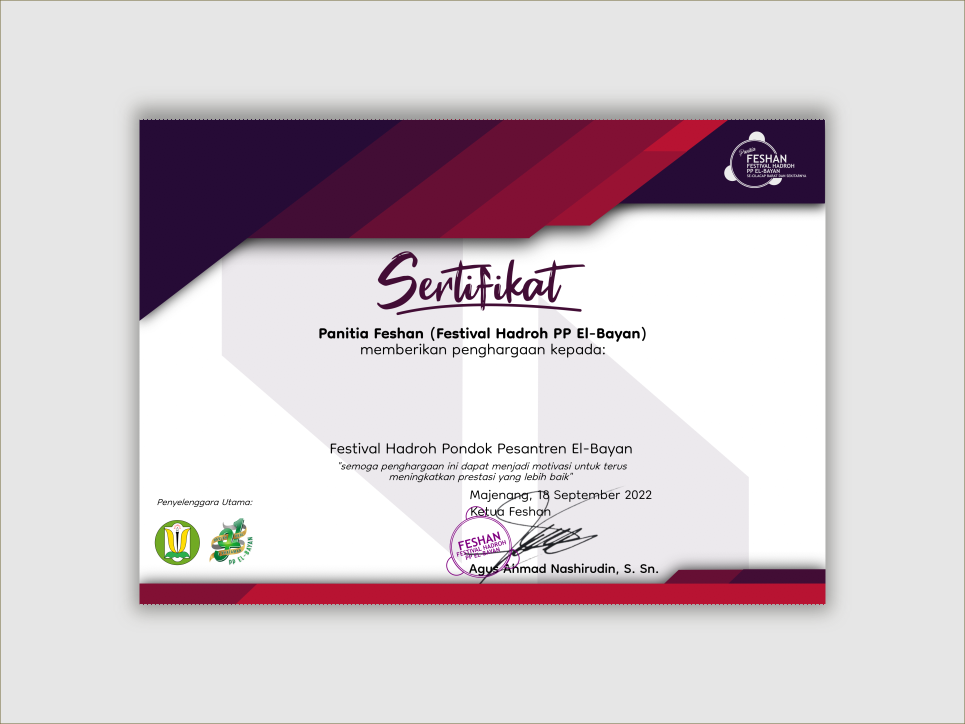 Panitia
FESHAN
FESTIVAL HADROH
PP EL-BAYAN
SE-CILACAP BARAT DAN SEKITARNYA
Sertifikat
Panitia Feshan (Festival Hadroh PP El-Bayan)
memberikan penghargaan kepada:
Festival Hadroh Pondok Pesantren El-Bayan
"semoga penghargaan ini dapat menjadi motivasi untuk terus
meningkatkan prestasi yang lebih baik"
Majenang, 18 September 2022
Ketua Feshan
Penyelenggara Utama:
PP EL-BAYAN
FESHAN
FESTIVAL HADROH
PP EL-BAYAN
Agus Ahmad Nashirudin, S. Sn.